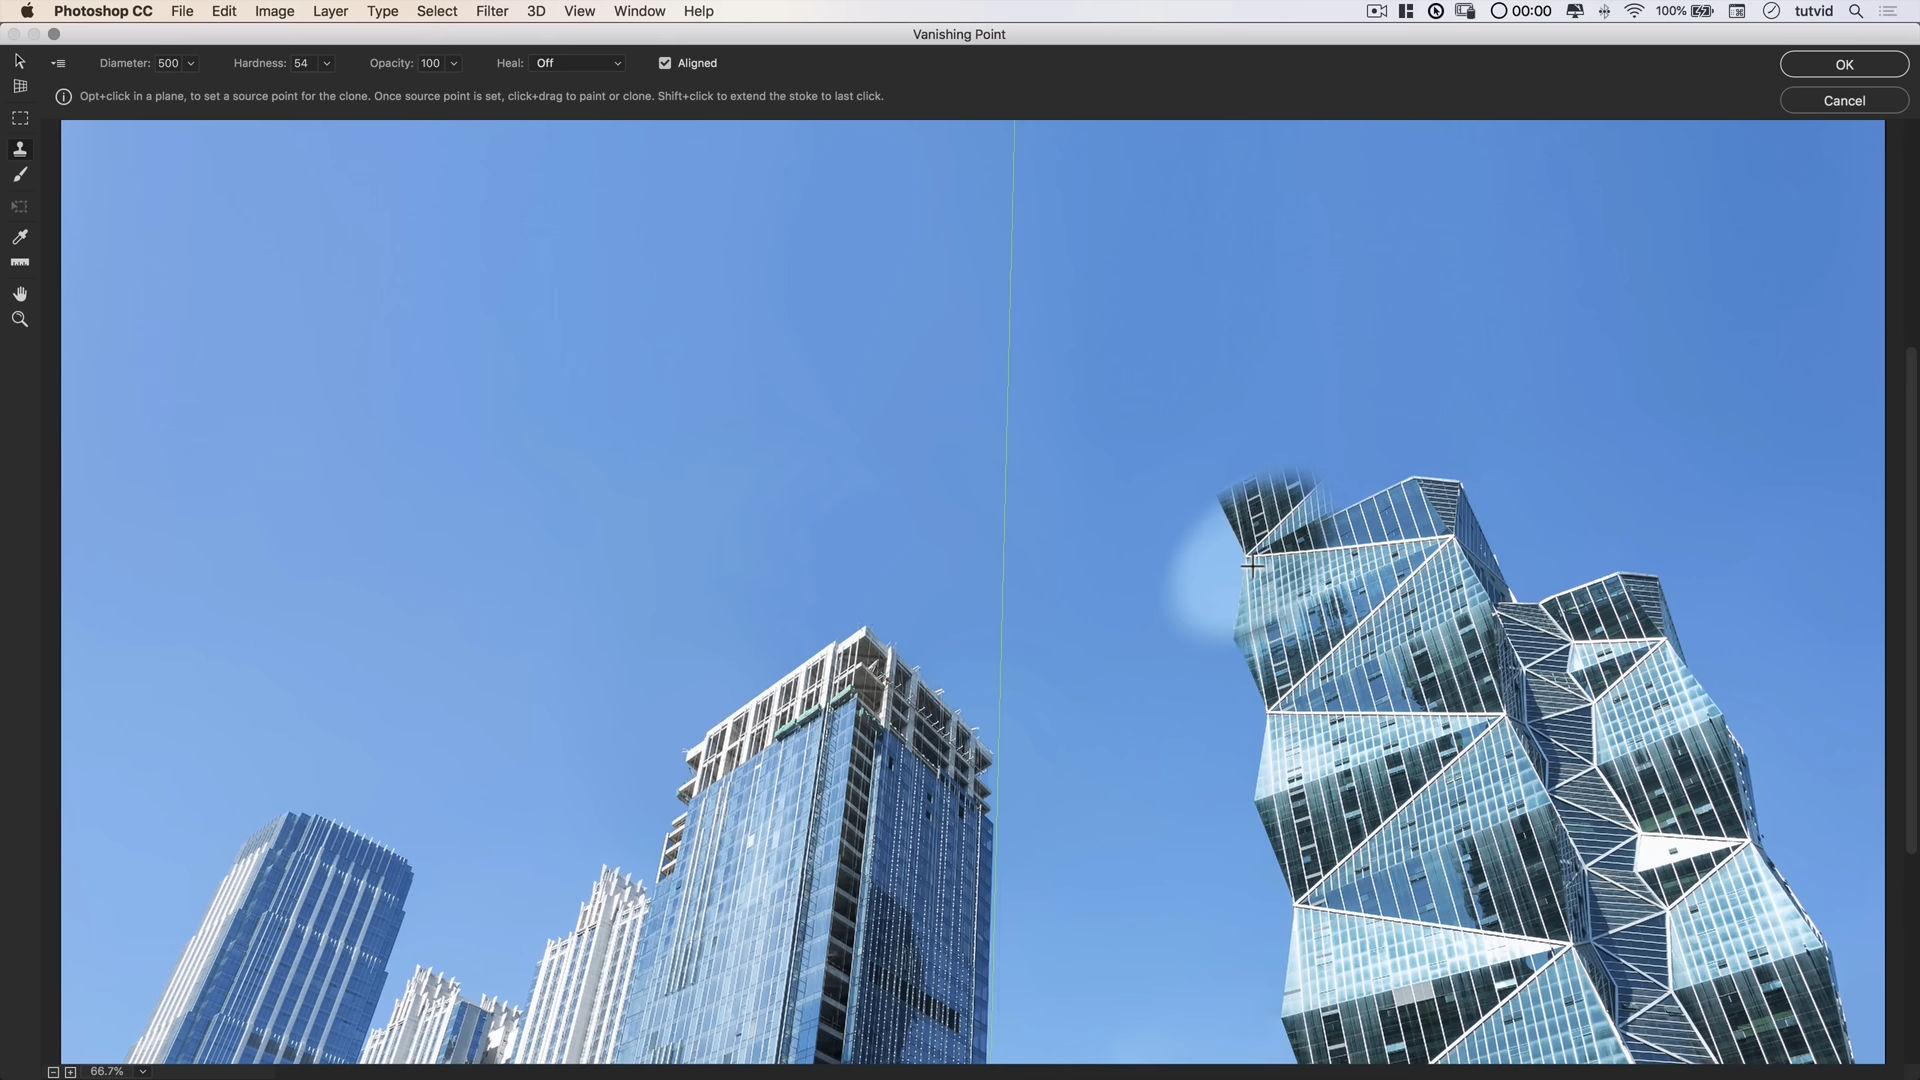 Photoshop CC File Edit Image Layer Type Select Filter 3D View Window Help 00:00 100% tutvid
Vanishing Point
Diameter: 500 Hardness: 54 Opacity: 100 Heal: Off Aligned OK
Opt+click in a plane, to set a source point for the clone. Once source point is set, click+drag to paint or clone. Shift+click to extend the stoke to last click. Cancel
66.7%